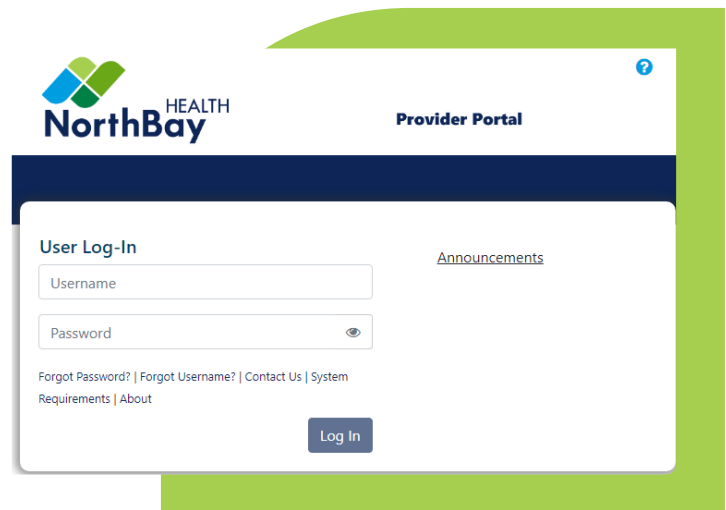 HEALTH
NorthBay
Provider Portal
?
User Log-In
Announcements
Username
Password
Forgot Password? | Forgot Username? | Contact Us | System
Requirements | About
Log In